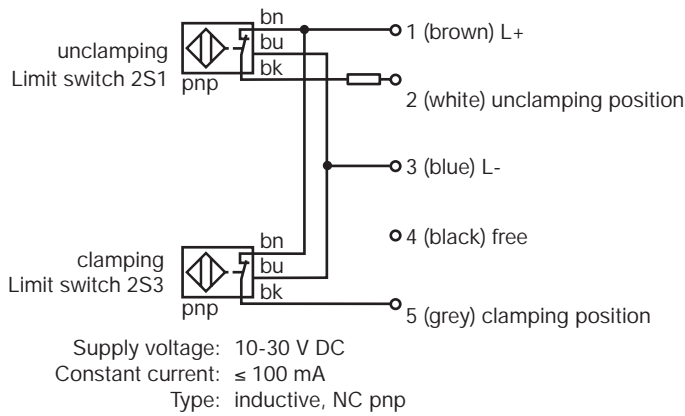 bn
1 (brown) L+
unclamping
bu
Limit switch 2S1
bk
pnp
2 (white) unclamping position
3 (blue) L-
4 (black) free
bn
clamping
bu
Limit switch 2S3
bk
pnp
5 (grey) clamping position
Supply voltage: 10-30 V DC
Constant current: ≤ 100 mA
Type: inductive, NC pnp